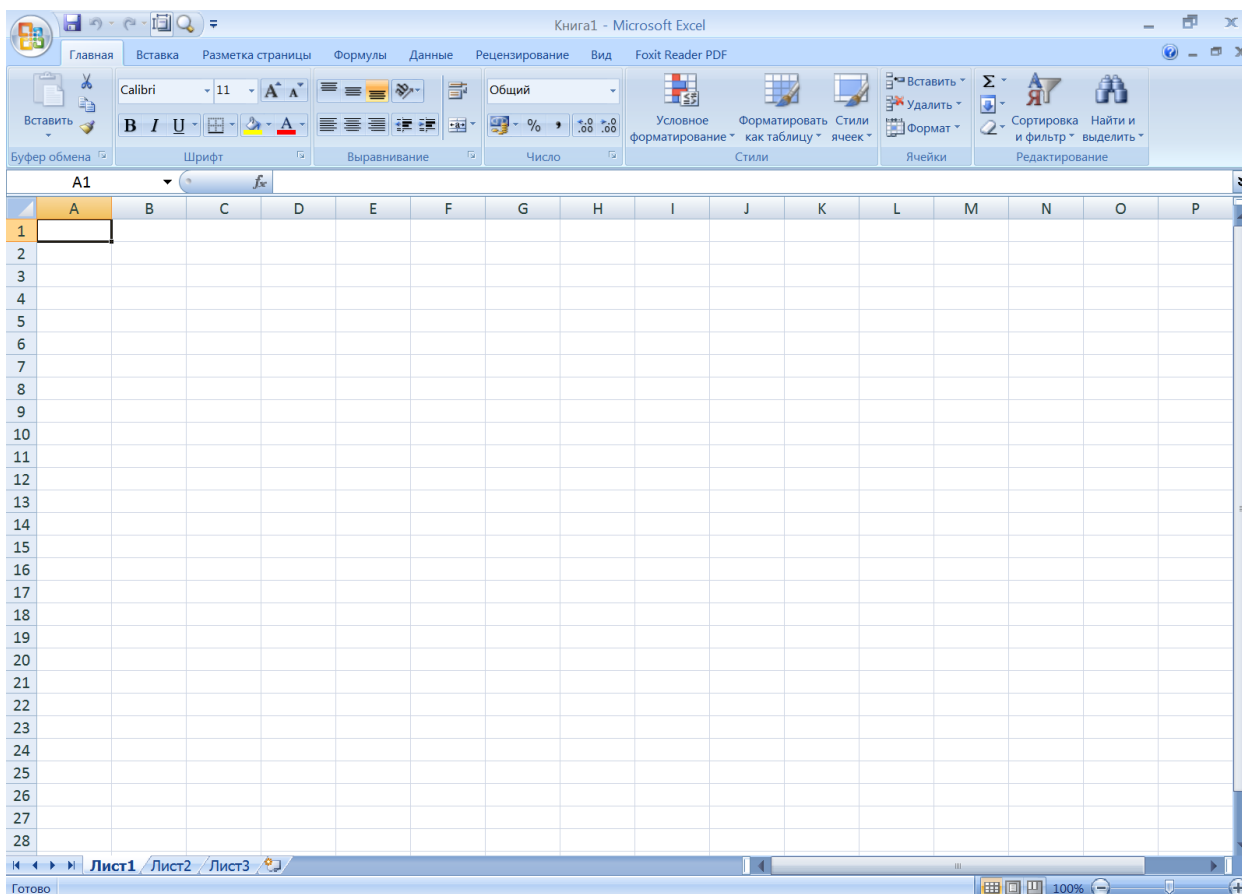 Книга1 - Microsoft Excel
Главная Вставка Разметка страницы Формулы Данные Рецензирование Вид Foxit Reader PDF
Вставить
Буфер обмена
Calibri 11
Ж К Ч
Шрифт
Выравнивание
Общий
% ,00
Число
Условное форматирование
Форматировать как таблицу
Стили ячеек
Стили
Вставить
Удалить
Формат
Ячейки
Σ
Сортировка и фильтр
Найти и выделить
Редактирование
A1 fx
A B C D E F G H I J K L M N O P
1
2
3
4
5
6
7
8
9
10
11
12
13
14
15
16
17
18
19
20
21
22
23
24
25
26
27
28
Лист1 Лист2 Лист3
Готово 100%